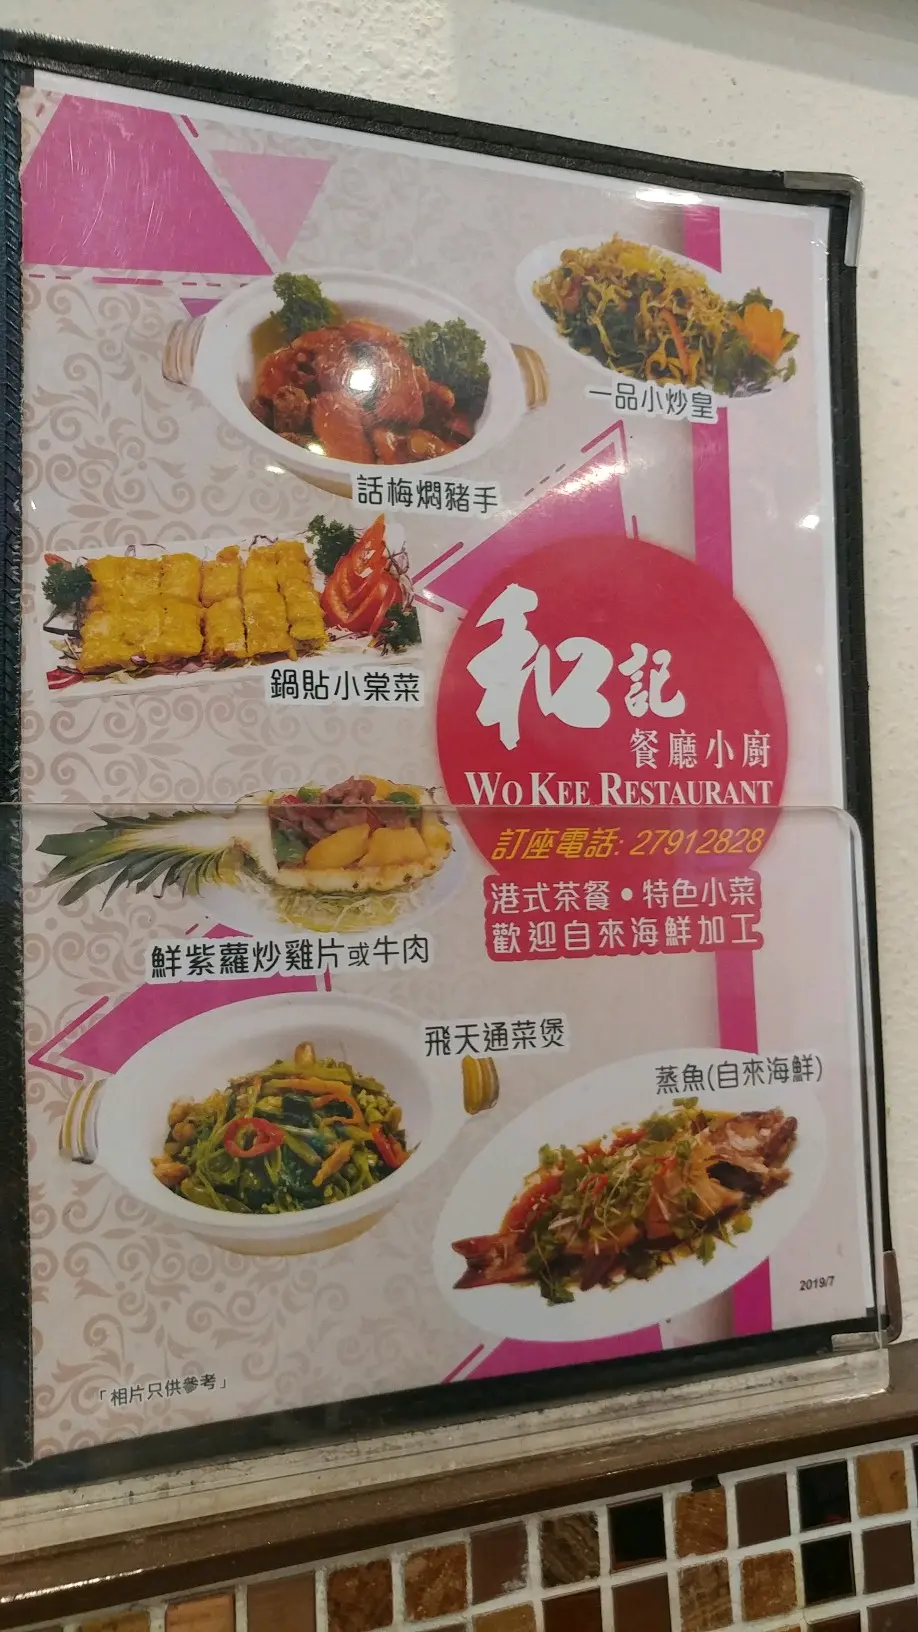 一品小炒皇
話梅燜豬手
鍋貼小棠菜
和記
餐廳小廚
WO KEE RESTAURANT
訂座電話: 27912828
港式茶餐•特色小菜
歡迎自來海鮮加工
鮮紫蘿炒雞片或牛肉
飛天通菜煲
蒸魚(自來海鮮)
2019/7
「相片只供參考」